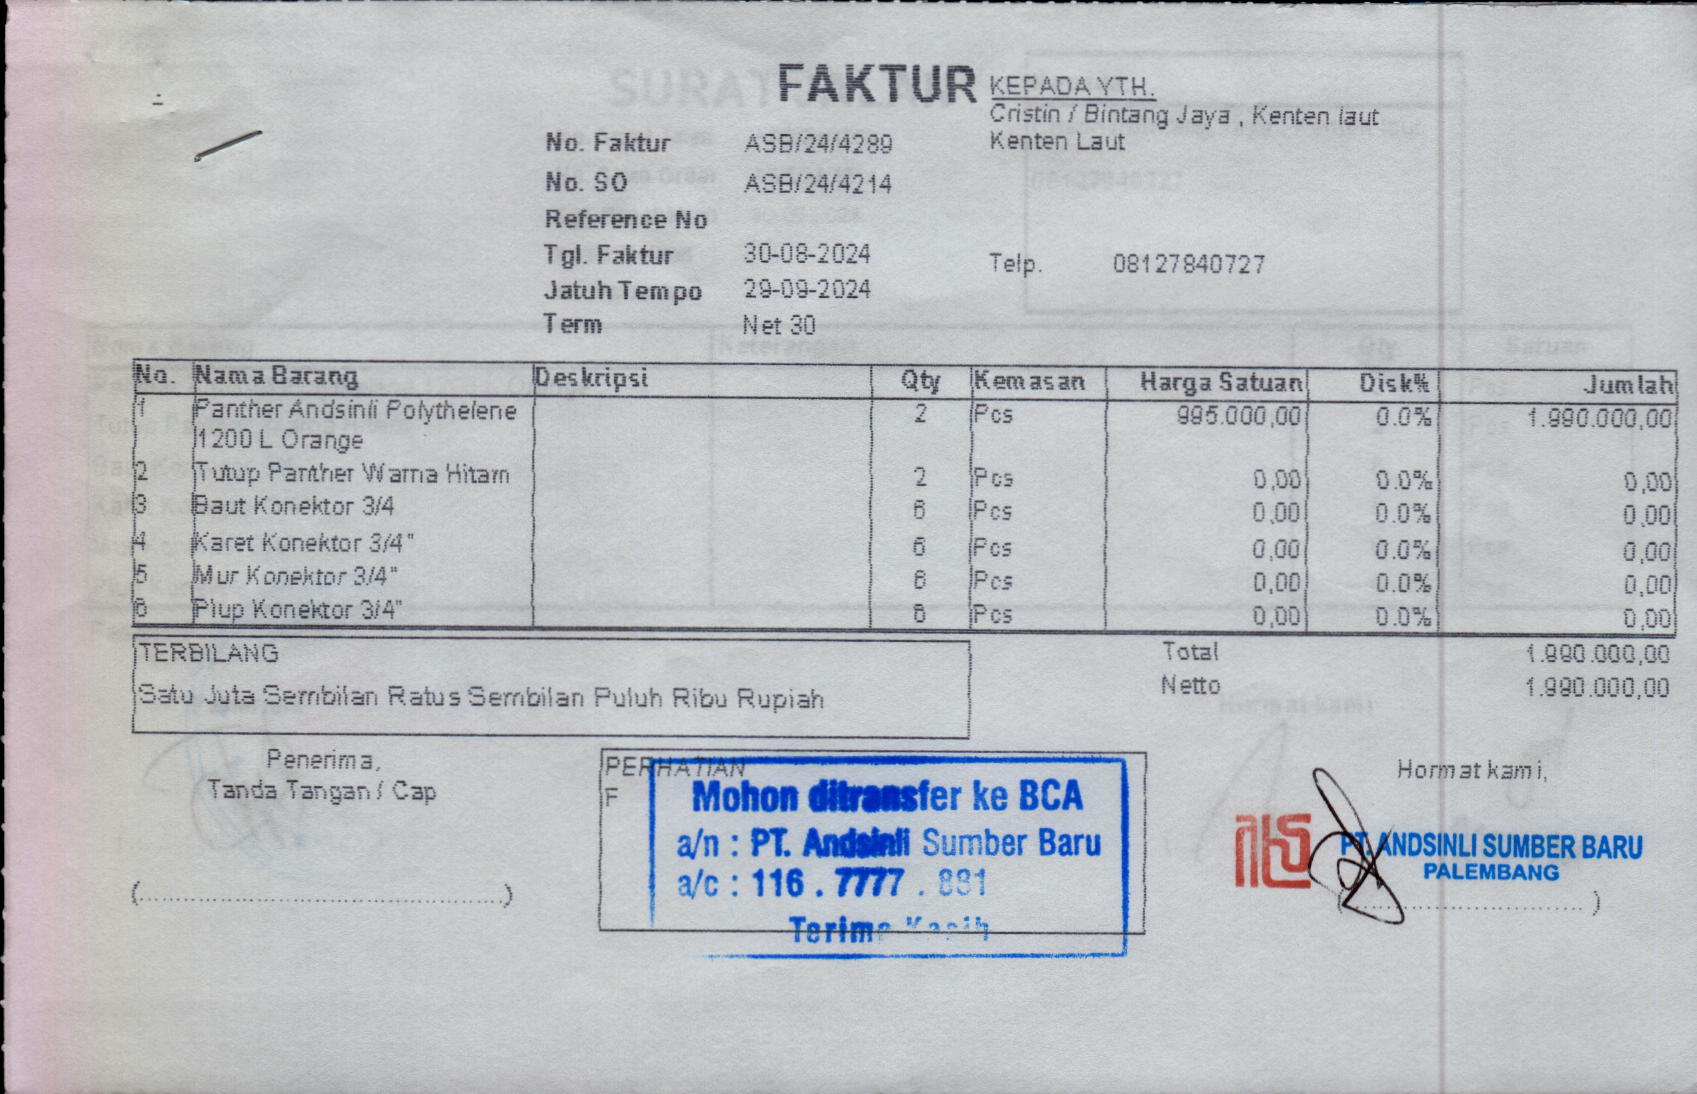 FAKTUR
KEPADA YTH.
Cristin / Bintang Jaya , Kenten laut
Kenten Laut
No. Faktur ASB/24/4289
No. SO ASB/24/4214
Reference No
Tgl. Faktur 30-08-2024
Telp. 08127840727
Jatuh Tempo 29-09-2024
Term Net 30
No. Nama Barang Deskripsi Qty Kemasan Harga Satuan Disk% Jumlah
1 Panther Andsinli Polythelene 2 Pcs 995.000,00 0.0% 1.990.000,00
1200 L Orange
2 Tutup Panther Warna Hitam 2 Pcs 0,00 0.0% 0,00
3 Baut Konektor 3/4 6 Pcs 0,00 0.0% 0,00
4 Karet Konektor 3/4" 6 Pcs 0,00 0.0% 0,00
5 Mur Konektor 3/4" 6 Pcs 0,00 0.0% 0,00
6 Plup Konektor 3/4" 6 Pcs 0,00 0.0% 0,00
TERBILANG
Satu Juta Sembilan Ratus Sembilan Puluh Ribu Rupiah
Total 1.990.000,00
Netto 1.990.000,00
Penerima,
Tanda Tangan / Cap
PERHATIAN
F
Mohon ditransfer ke BCA
a/n : PT. Andsinli Sumber Baru
a/c : 116 . 7777 . 881
Terima Kasih
Hormat kami,
PT. ANDSINLI SUMBER BARU
PALEMBANG